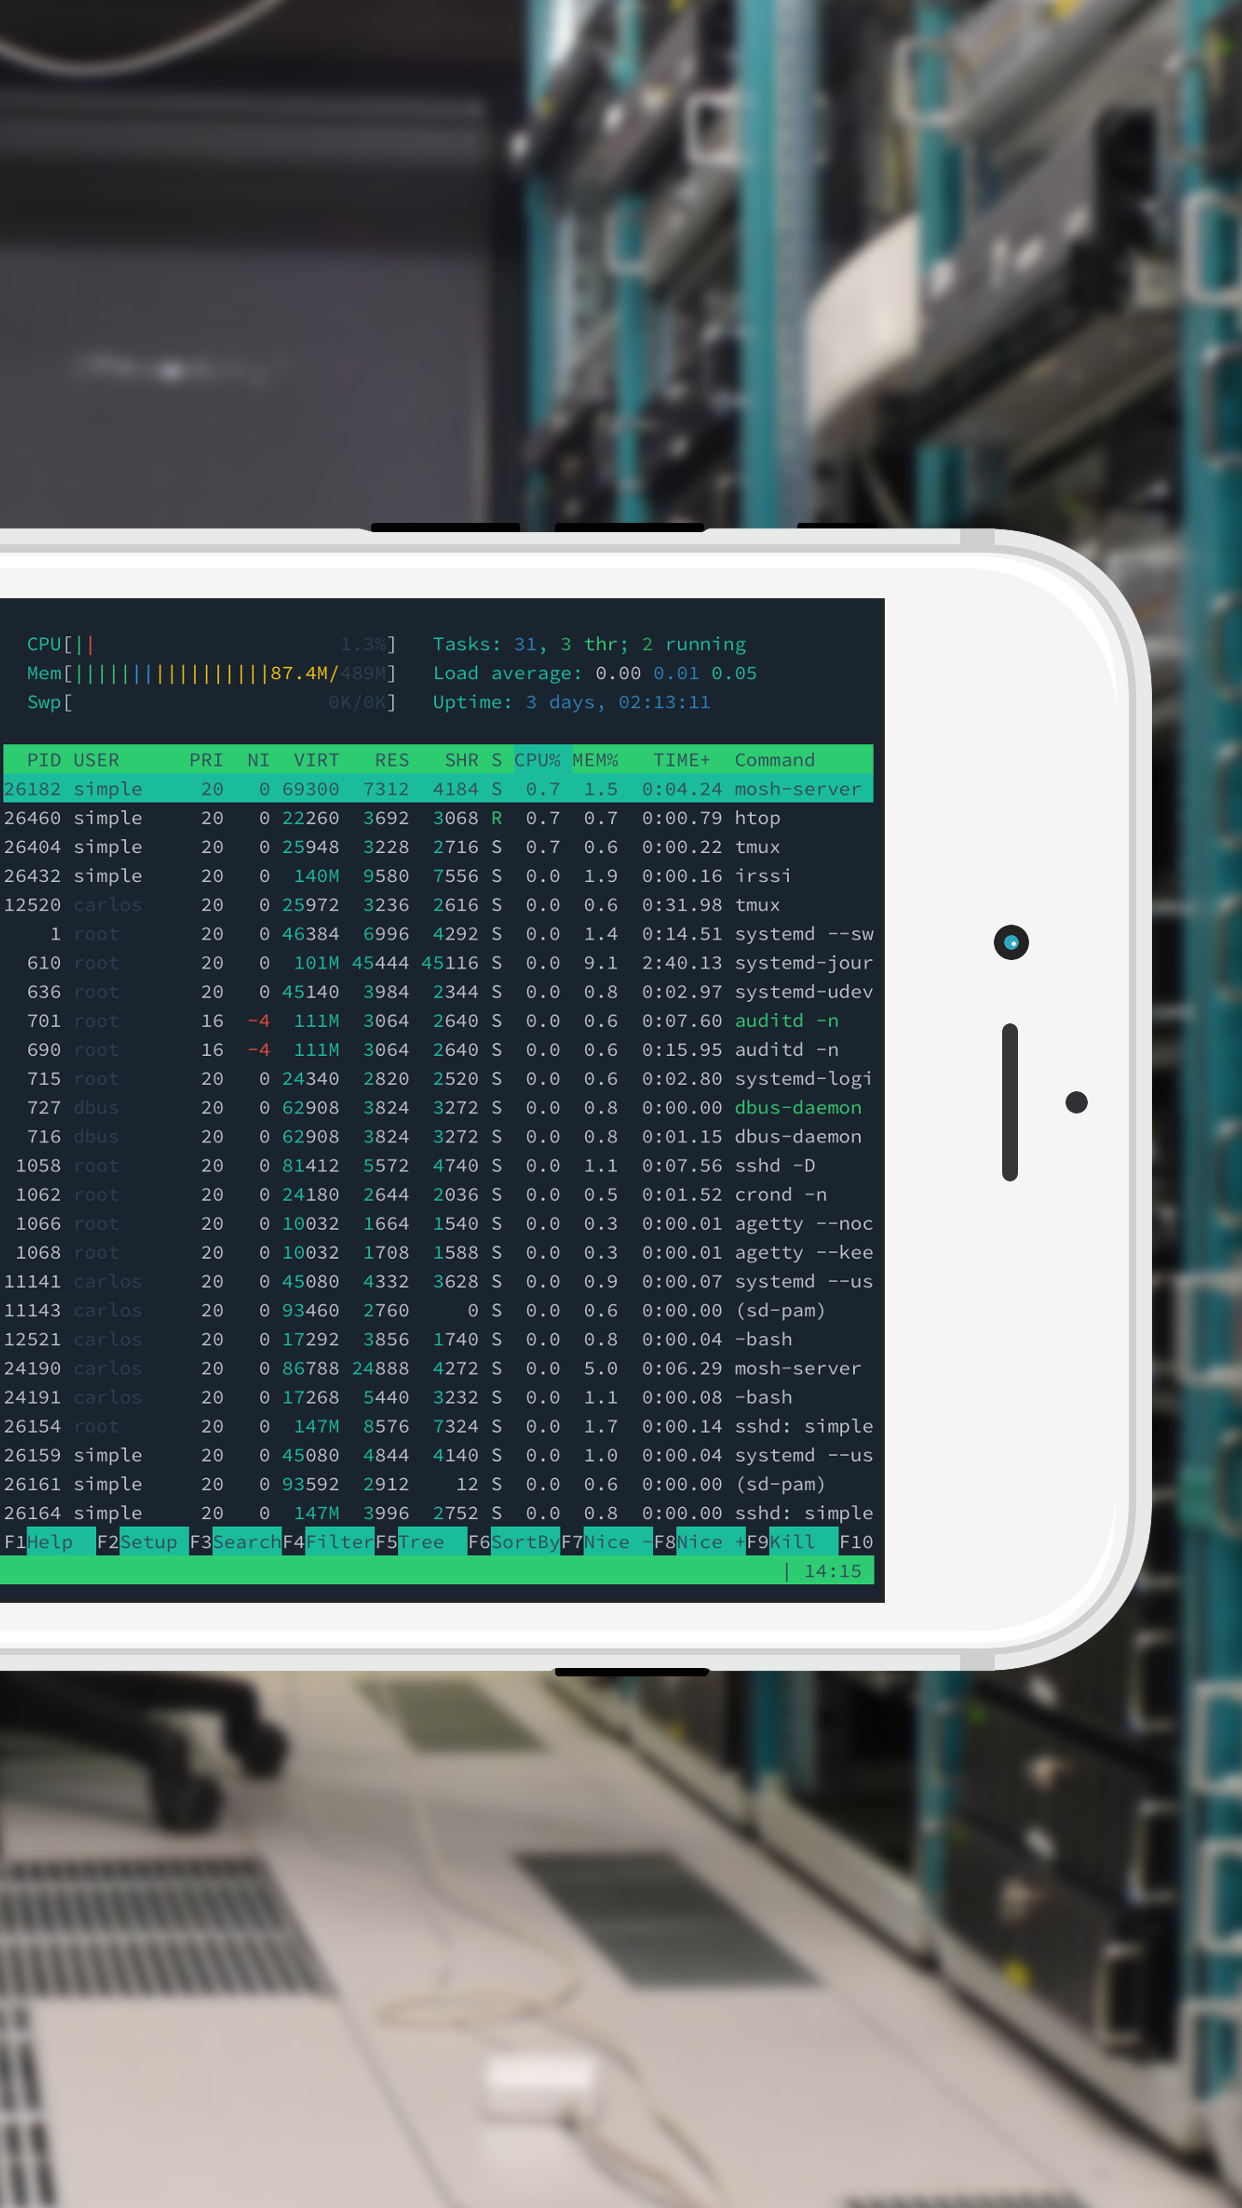 CPU[|| 1.3%] Tasks: 31, 3 thr; 2 running
Mem[|||||||||||||||||87.4M/489M] Load average: 0.00 0.01 0.05
Swp[ 0K/0K] Uptime: 3 days, 02:13:11
PID USER PRI NI VIRT RES SHR S CPU% MEM% TIME+ Command
26182 simple 20 0 69300 7312 4184 S 0.7 1.5 0:04.24 mosh-server
26460 simple 20 0 22260 3692 3068 R 0.7 0.7 0:00.79 htop
26404 simple 20 0 25948 3228 2716 S 0.7 0.6 0:00.22 tmux
26432 simple 20 0 140M 9580 7556 S 0.0 1.9 0:00.16 irssi
12520 carlos 20 0 25972 3236 2616 S 0.0 0.6 0:31.98 tmux
1 root 20 0 46384 6996 4292 S 0.0 1.4 0:14.51 systemd --sw
610 root 20 0 101M 45444 45116 S 0.0 9.1 2:40.13 systemd-jour
636 root 20 0 45140 3984 2344 S 0.0 0.8 0:02.97 systemd-udev
701 root 16 -4 111M 3064 2640 S 0.0 0.6 0:07.60 auditd -n
690 root 16 -4 111M 3064 2640 S 0.0 0.6 0:15.95 auditd -n
715 root 20 0 24340 2820 2520 S 0.0 0.6 0:02.80 systemd-logi
727 dbus 20 0 62908 3824 3272 S 0.0 0.8 0:00.00 dbus-daemon
716 dbus 20 0 62908 3824 3272 S 0.0 0.8 0:01.15 dbus-daemon
1058 root 20 0 81412 5572 4740 S 0.0 1.1 0:07.56 sshd -D
1062 root 20 0 24180 2644 2036 S 0.0 0.5 0:01.52 crond -n
1066 root 20 0 10032 1664 1540 S 0.0 0.3 0:00.01 agetty --noc
1068 root 20 0 10032 1708 1588 S 0.0 0.3 0:00.01 agetty --kee
11141 carlos 20 0 45080 4332 3628 S 0.0 0.9 0:00.07 systemd --us
11143 carlos 20 0 93460 2760 0 S 0.0 0.6 0:00.00 (sd-pam)
12521 carlos 20 0 17292 3856 1740 S 0.0 0.8 0:00.04 -bash
24190 carlos 20 0 86788 24888 4272 S 0.0 5.0 0:06.29 mosh-server
24191 carlos 20 0 17268 5440 3232 S 0.0 1.1 0:00.08 -bash
26154 root 20 0 147M 8576 7324 S 0.0 1.7 0:00.14 sshd: simple
26159 simple 20 0 45080 4844 4140 S 0.0 1.0 0:00.04 systemd --us
26161 simple 20 0 93592 2912 12 S 0.0 0.6 0:00.00 (sd-pam)
26164 simple 20 0 147M 3996 2752 S 0.0 0.8 0:00.00 sshd: simple
F1Help F2Setup F3SearchF4FilterF5Tree F6SortByF7Nice -F8Nice +F9Kill F10
| 14:15